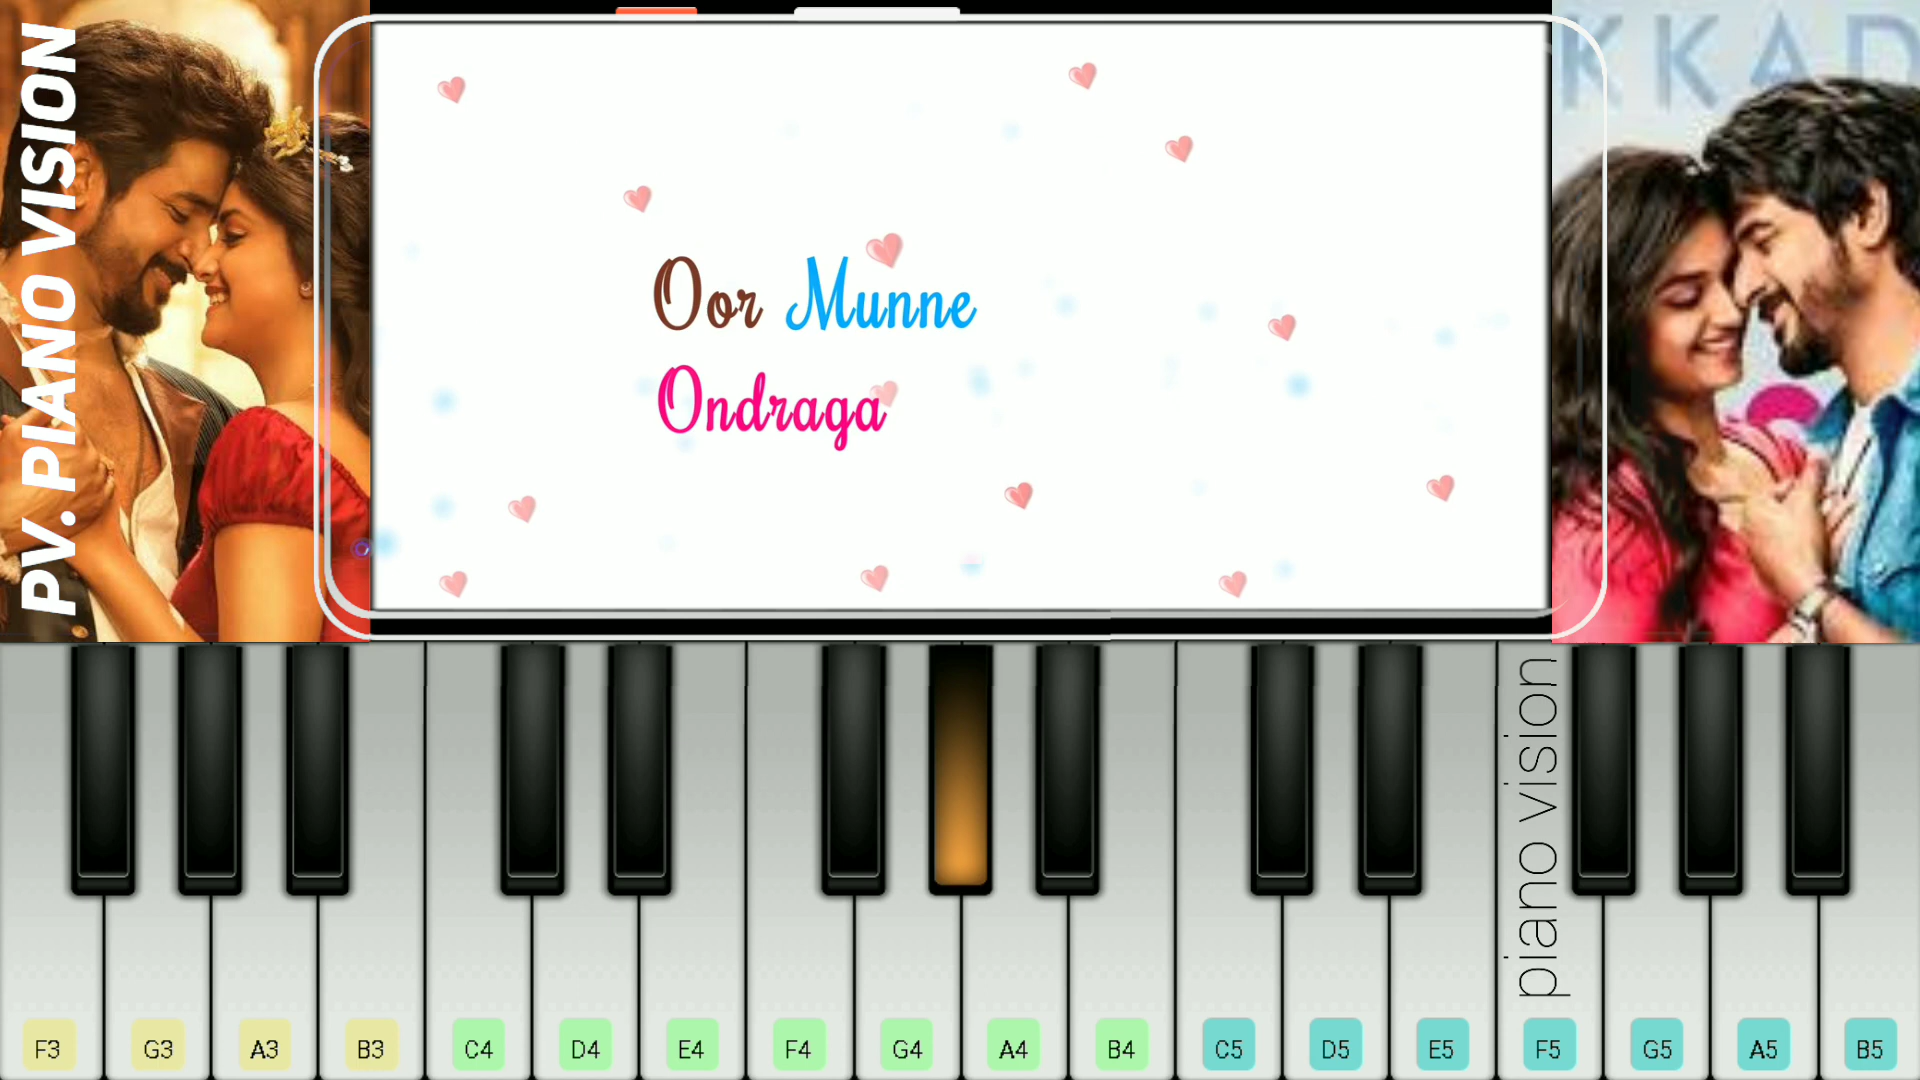 PV. PIANO VISION
KKAD
Oor Munne
Ondraga
piano vision
F3 G3 A3 B3 C4 D4 E4 F4 G4 A4 B4 C5 D5 E5 F5 G5 A5 B5